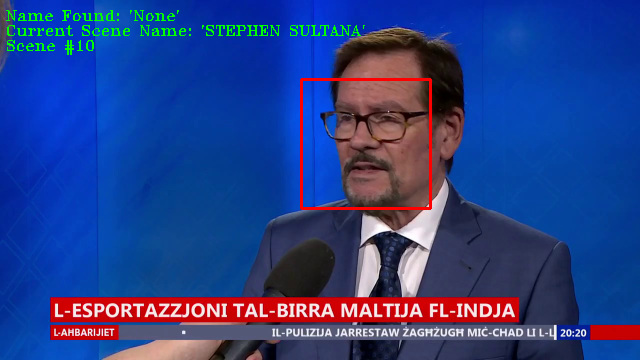 Name Found: 'None'
Current Scene Name: 'STEPHEN SULTANA'
Scene #10
L-ESPORTAZZJONI TAL-BIRRA MALTIJA FL-INDJA
L-AHBARIJIET
IL-PULIZIJA JARRESTAW ŻAGĦŻUGĦ MIĊ-CHAD LI L-L
20:20